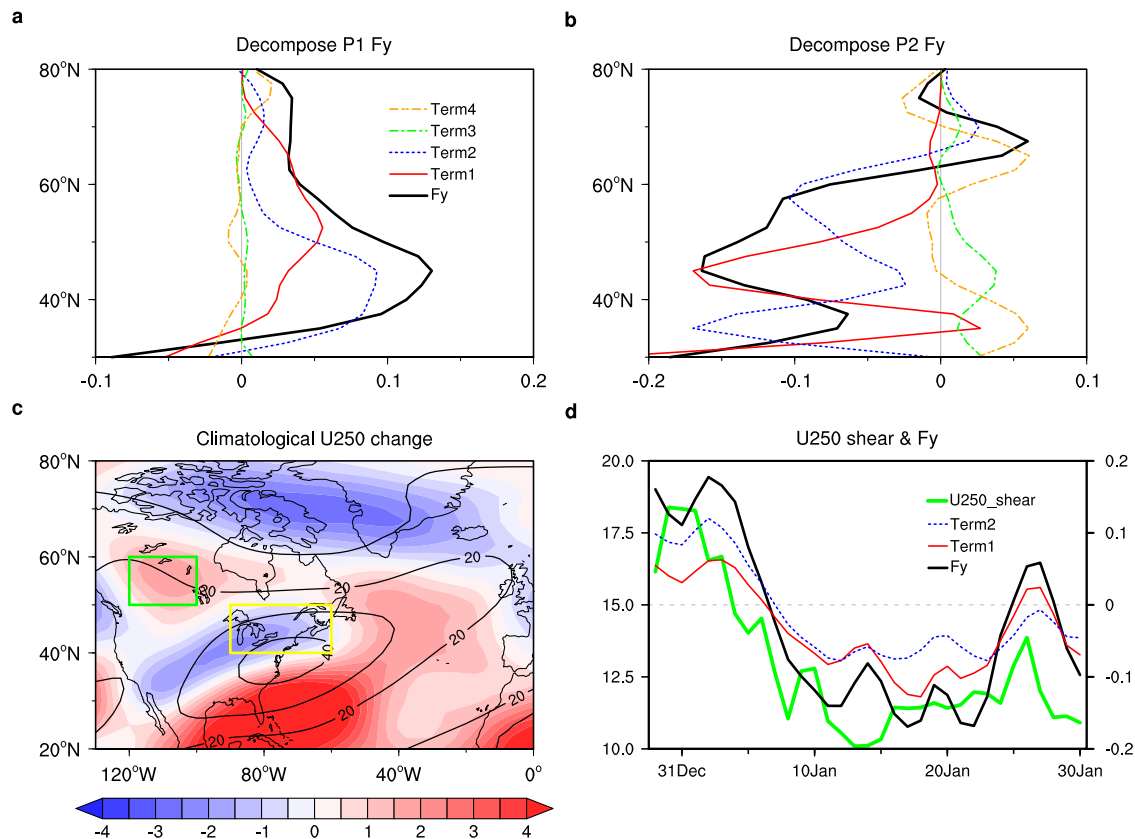 a
b
Decompose P1 Fy
Decompose P2 Fy
80°N
60°N
40°N
Term4
Term3
Term2
Term1
Fy
-0.1
0
0.1
0.2
80°N
60°N
40°N
-0.2
-0.1
0
0.1
c
d
Climatological U250 change
U250 shear & Fy
80°N
60°N
40°N
20°N
20
20
20
40
20
20
20
120°W
80°W
40°W
0°
-4
-3
-2
-1
0
1
2
3
4
20.0
17.5
15.0
12.5
10.0
U250_shear
Term2
Term1
Fy
0.2
0.1
0
-0.1
-0.2
31Dec
10Jan
20Jan
30Jan